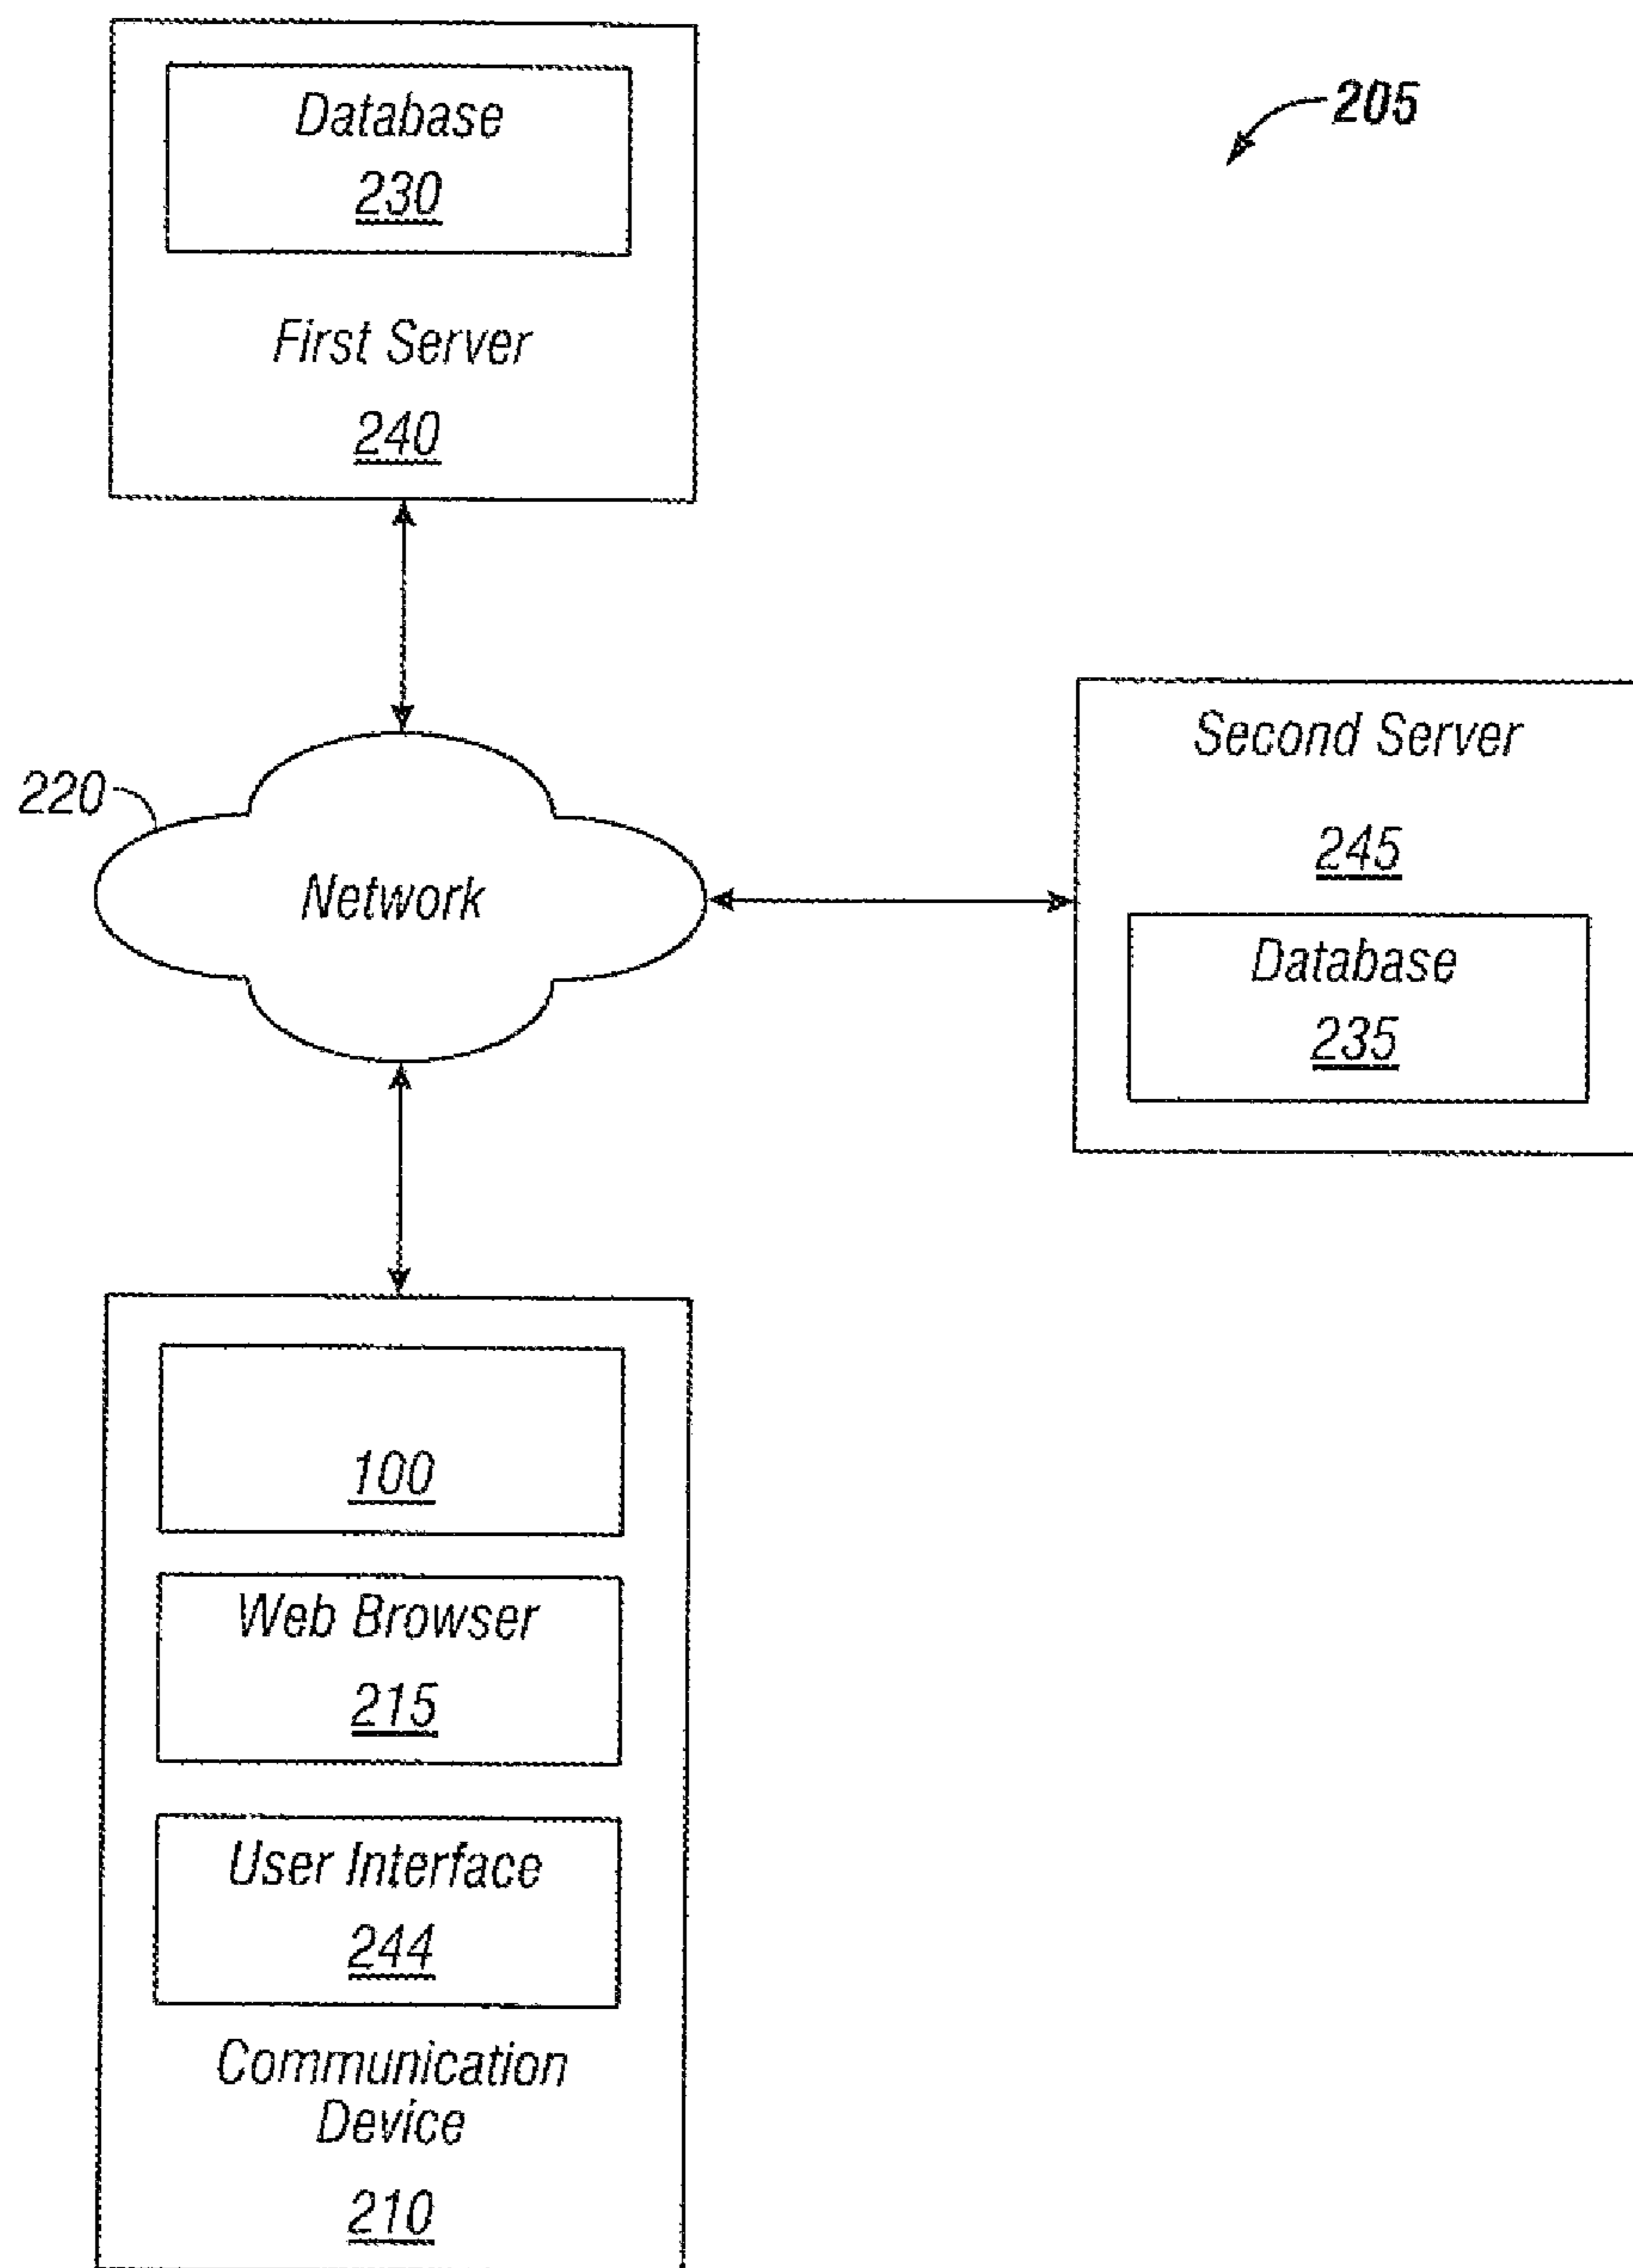 Database
230
First Server
240
205
220
Network
Second Server
245
Database
235
100
Web Browser
215
User Interface
244
Communication
Device
210